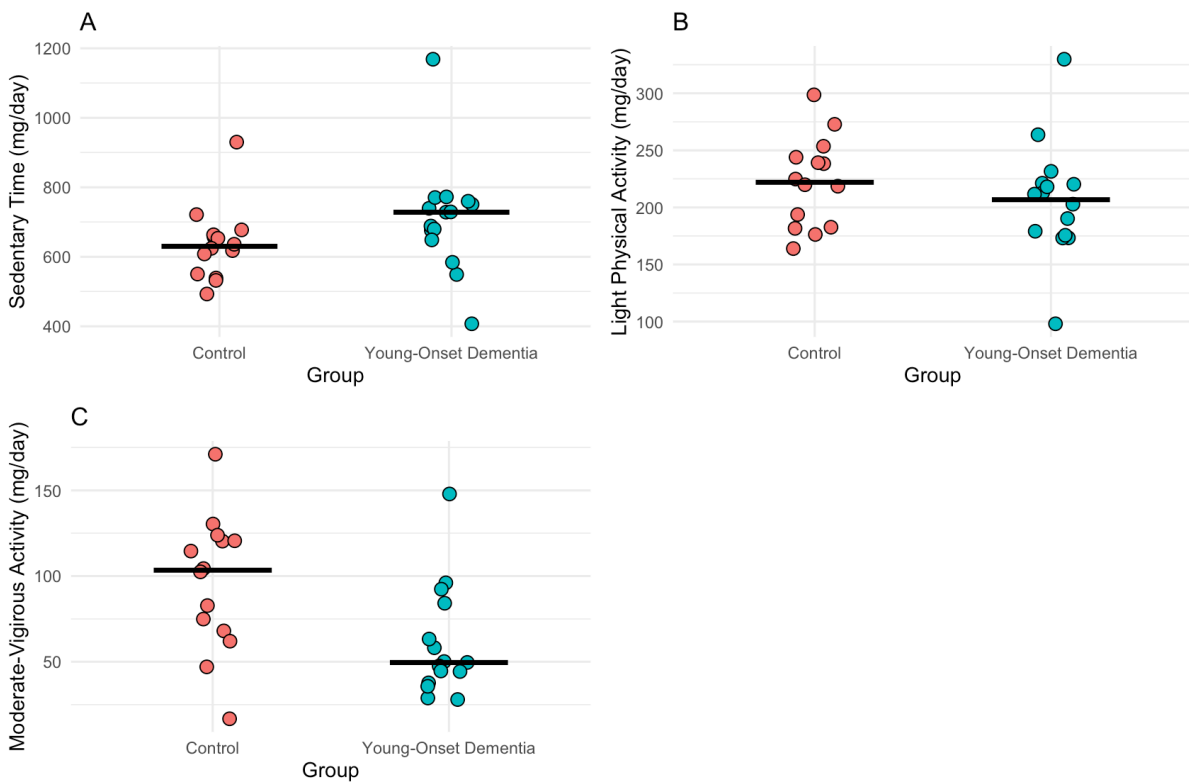 A
Sedentary Time (mg/day)
1200
1000
800
600
400
Control
Young-Onset Dementia
Group
B
Light Physical Activity (mg/day)
300
250
200
150
100
Control
Young-Onset Dementia
Group
C
Moderate-Vigirous Activity (mg/day)
150
100
50
Control
Young-Onset Dementia
Group